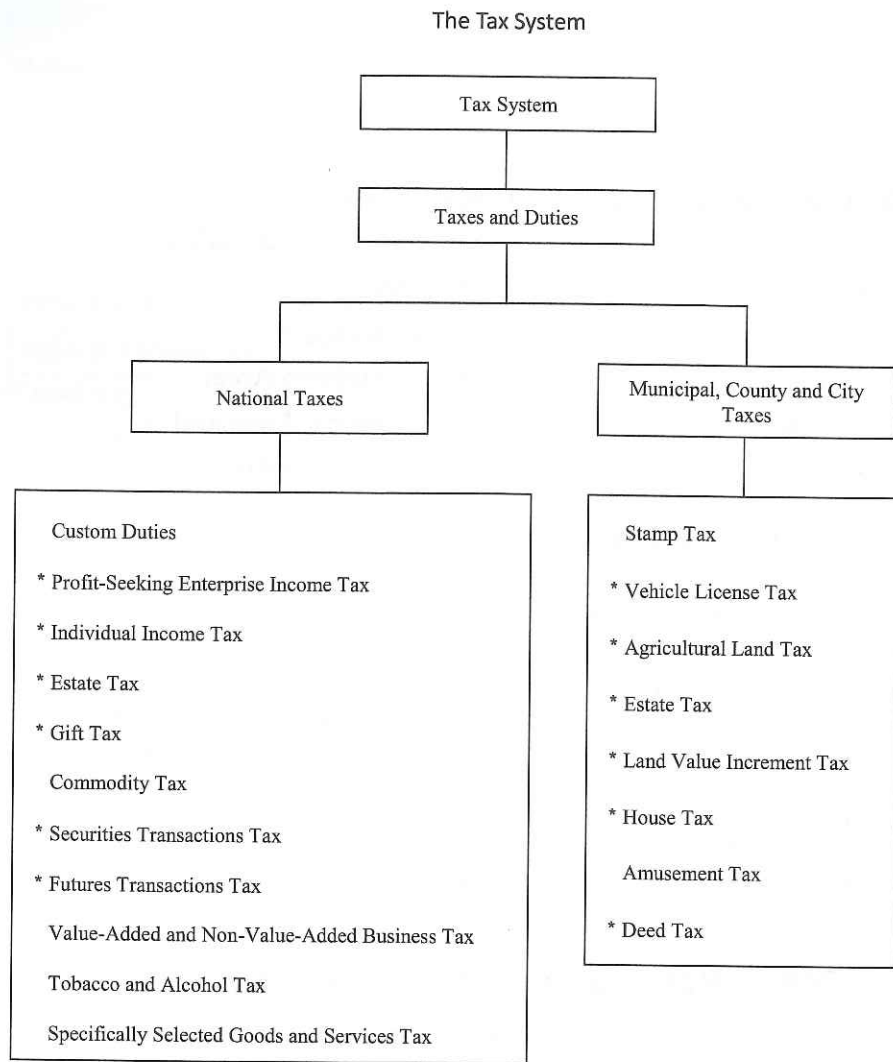 The Tax System
Tax System
Taxes and Duties
National Taxes
Municipal, County and City
Taxes
Custom Duties
* Profit-Seeking Enterprise Income Tax
* Individual Income Tax
* Estate Tax
* Gift Tax
Commodity Tax
* Securities Transactions Tax
* Futures Transactions Tax
Value-Added and Non-Value-Added Business Tax
Tobacco and Alcohol Tax
Specifically Selected Goods and Services Tax
Stamp Tax
* Vehicle License Tax
* Agricultural Land Tax
* Estate Tax
* Land Value Increment Tax
* House Tax
Amusement Tax
* Deed Tax